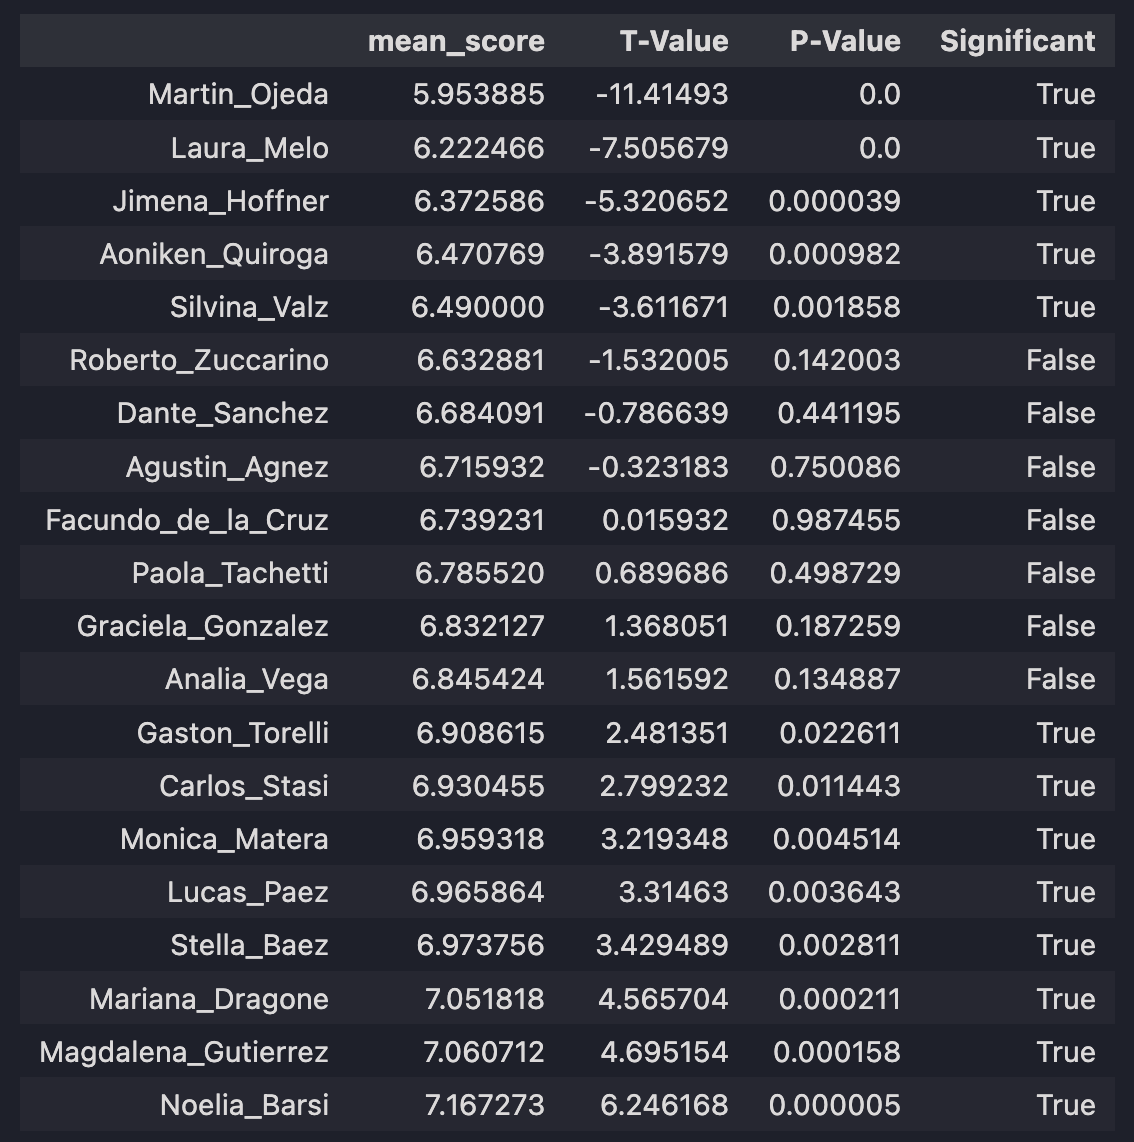 mean_score T-Value P-Value Significant
Martin_Ojeda 5.953885 -11.41493 0.0 True
Laura_Melo 6.222466 -7.505679 0.0 True
Jimena_Hoffner 6.372586 -5.320652 0.000039 True
Aoniken_Quiroga 6.470769 -3.891579 0.000982 True
Silvina_Valz 6.490000 -3.611671 0.001858 True
Roberto_Zuccarino 6.632881 -1.532005 0.142003 False
Dante_Sanchez 6.684091 -0.786639 0.441195 False
Agustin_Agnez 6.715932 -0.323183 0.750086 False
Facundo_de_la_Cruz 6.739231 0.015932 0.987455 False
Paola_Tachetti 6.785520 0.689686 0.498729 False
Graciela_Gonzalez 6.832127 1.368051 0.187259 False
Analia_Vega 6.845424 1.561592 0.134887 False
Gaston_Torelli 6.908615 2.481351 0.022611 True
Carlos_Stasi 6.930455 2.799232 0.011443 True
Monica_Matera 6.959318 3.219348 0.004514 True
Lucas_Paez 6.965864 3.31463 0.003643 True
Stella_Baez 6.973756 3.429489 0.002811 True
Mariana_Dragone 7.051818 4.565704 0.000211 True
Magdalena_Gutierrez 7.060712 4.695154 0.000158 True
Noelia_Barsi 7.167273 6.246168 0.000005 True